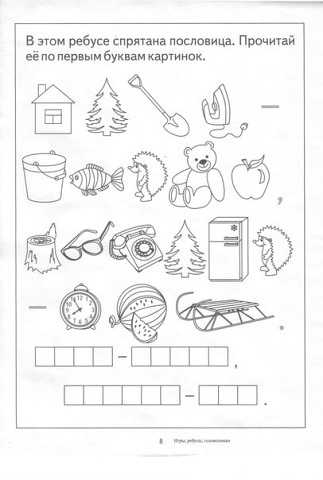 В этом ребусе спрятана пословица. Прочитай
её по первым буквам картинок.
—
,
—
.
— ,
— .
8 Игры, ребусы, головоломки